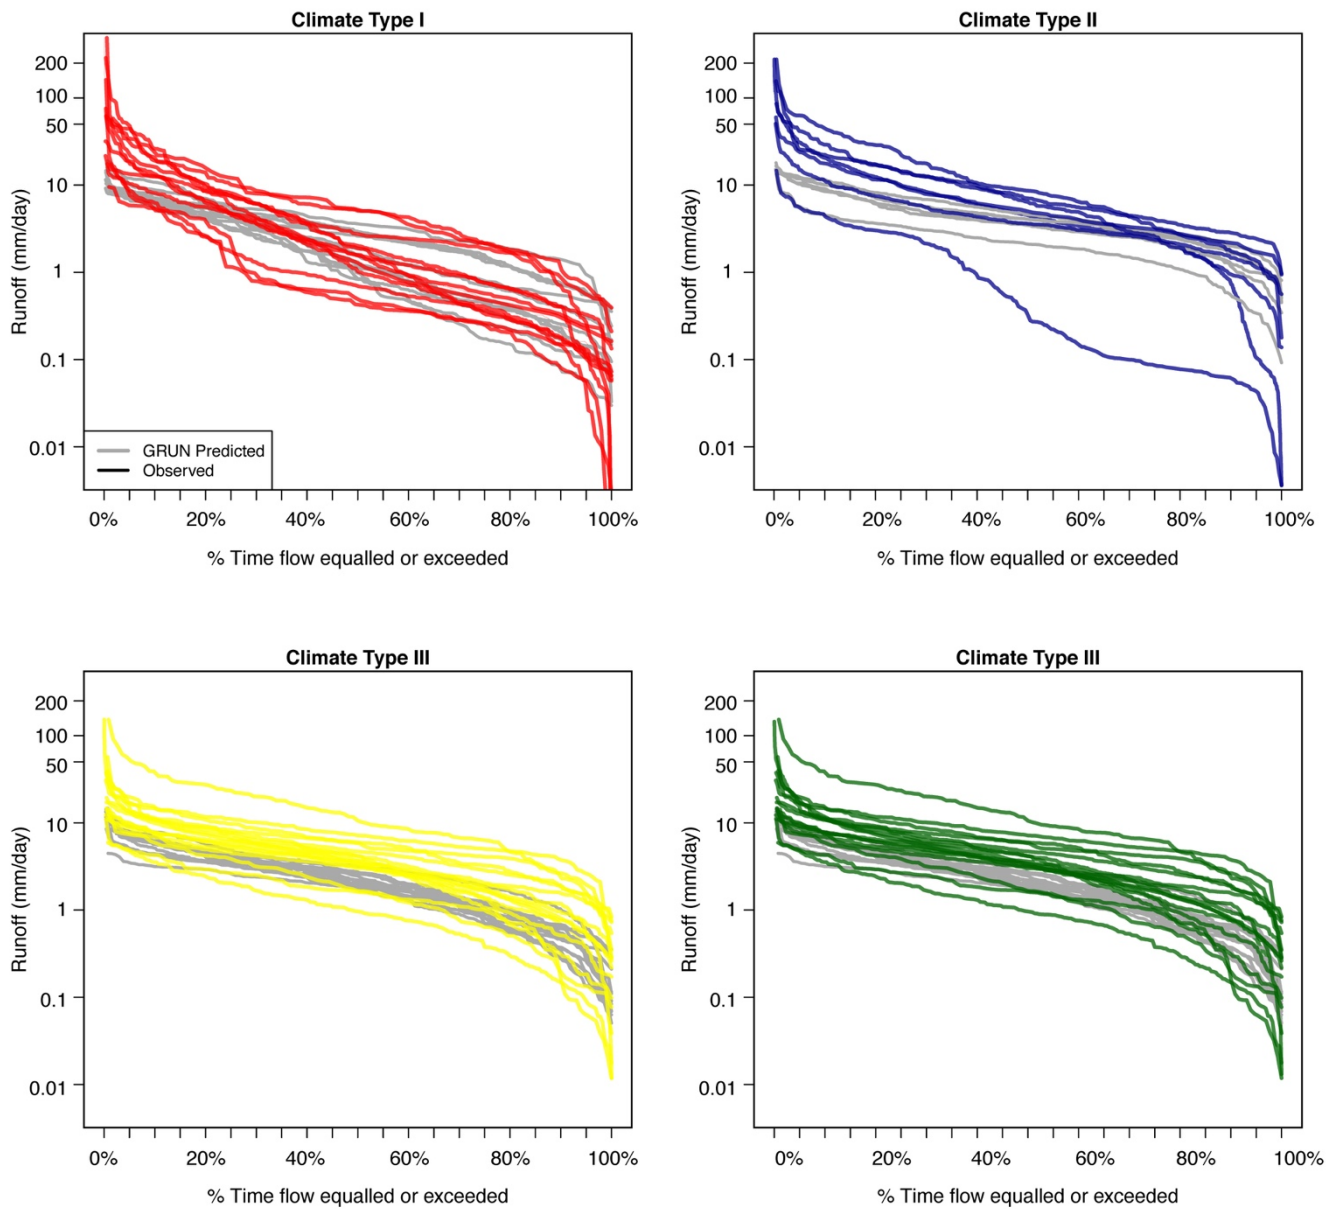 Climate Type I
Runoff (mm/day)
200
100
50
10
1
0.1
0.01
GRUN Predicted
Observed
0% 20% 40% 60% 80% 100%
% Time flow equalled or exceeded
Climate Type II
Runoff (mm/day)
200
100
50
10
1
0.1
0.01
0% 20% 40% 60% 80% 100%
% Time flow equalled or exceeded
Climate Type III
Runoff (mm/day)
200
100
50
10
1
0.1
0.01
0% 20% 40% 60% 80% 100%
% Time flow equalled or exceeded
Climate Type III
Runoff (mm/day)
200
100
50
10
1
0.1
0.01
0% 20% 40% 60% 80% 100%
% Time flow equalled or exceeded